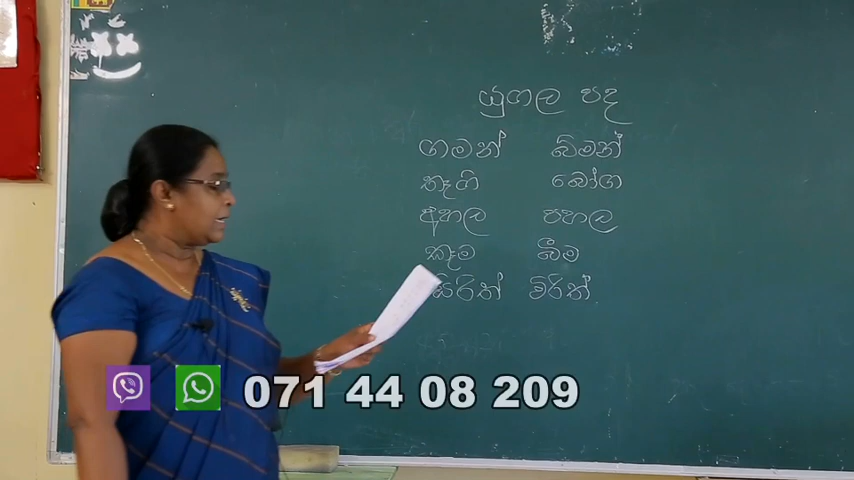 යුගල පද
ගමන් බිමන්
තෑගි බෝග
අහල පහල
කෑම බීම
සිරිත් විරිත්
071 44 08 209